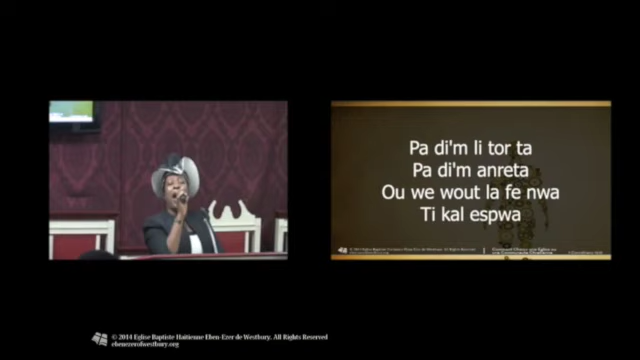 Pa di'm li tor ta
Pa di'm anreta
Ou we wout la fe nwa
Ti kal espwa
© 2014 Eglise Baptiste Haitienne Eben-Ezer de Westbury. All Rights Reserved
ebenezerofwestbury.org